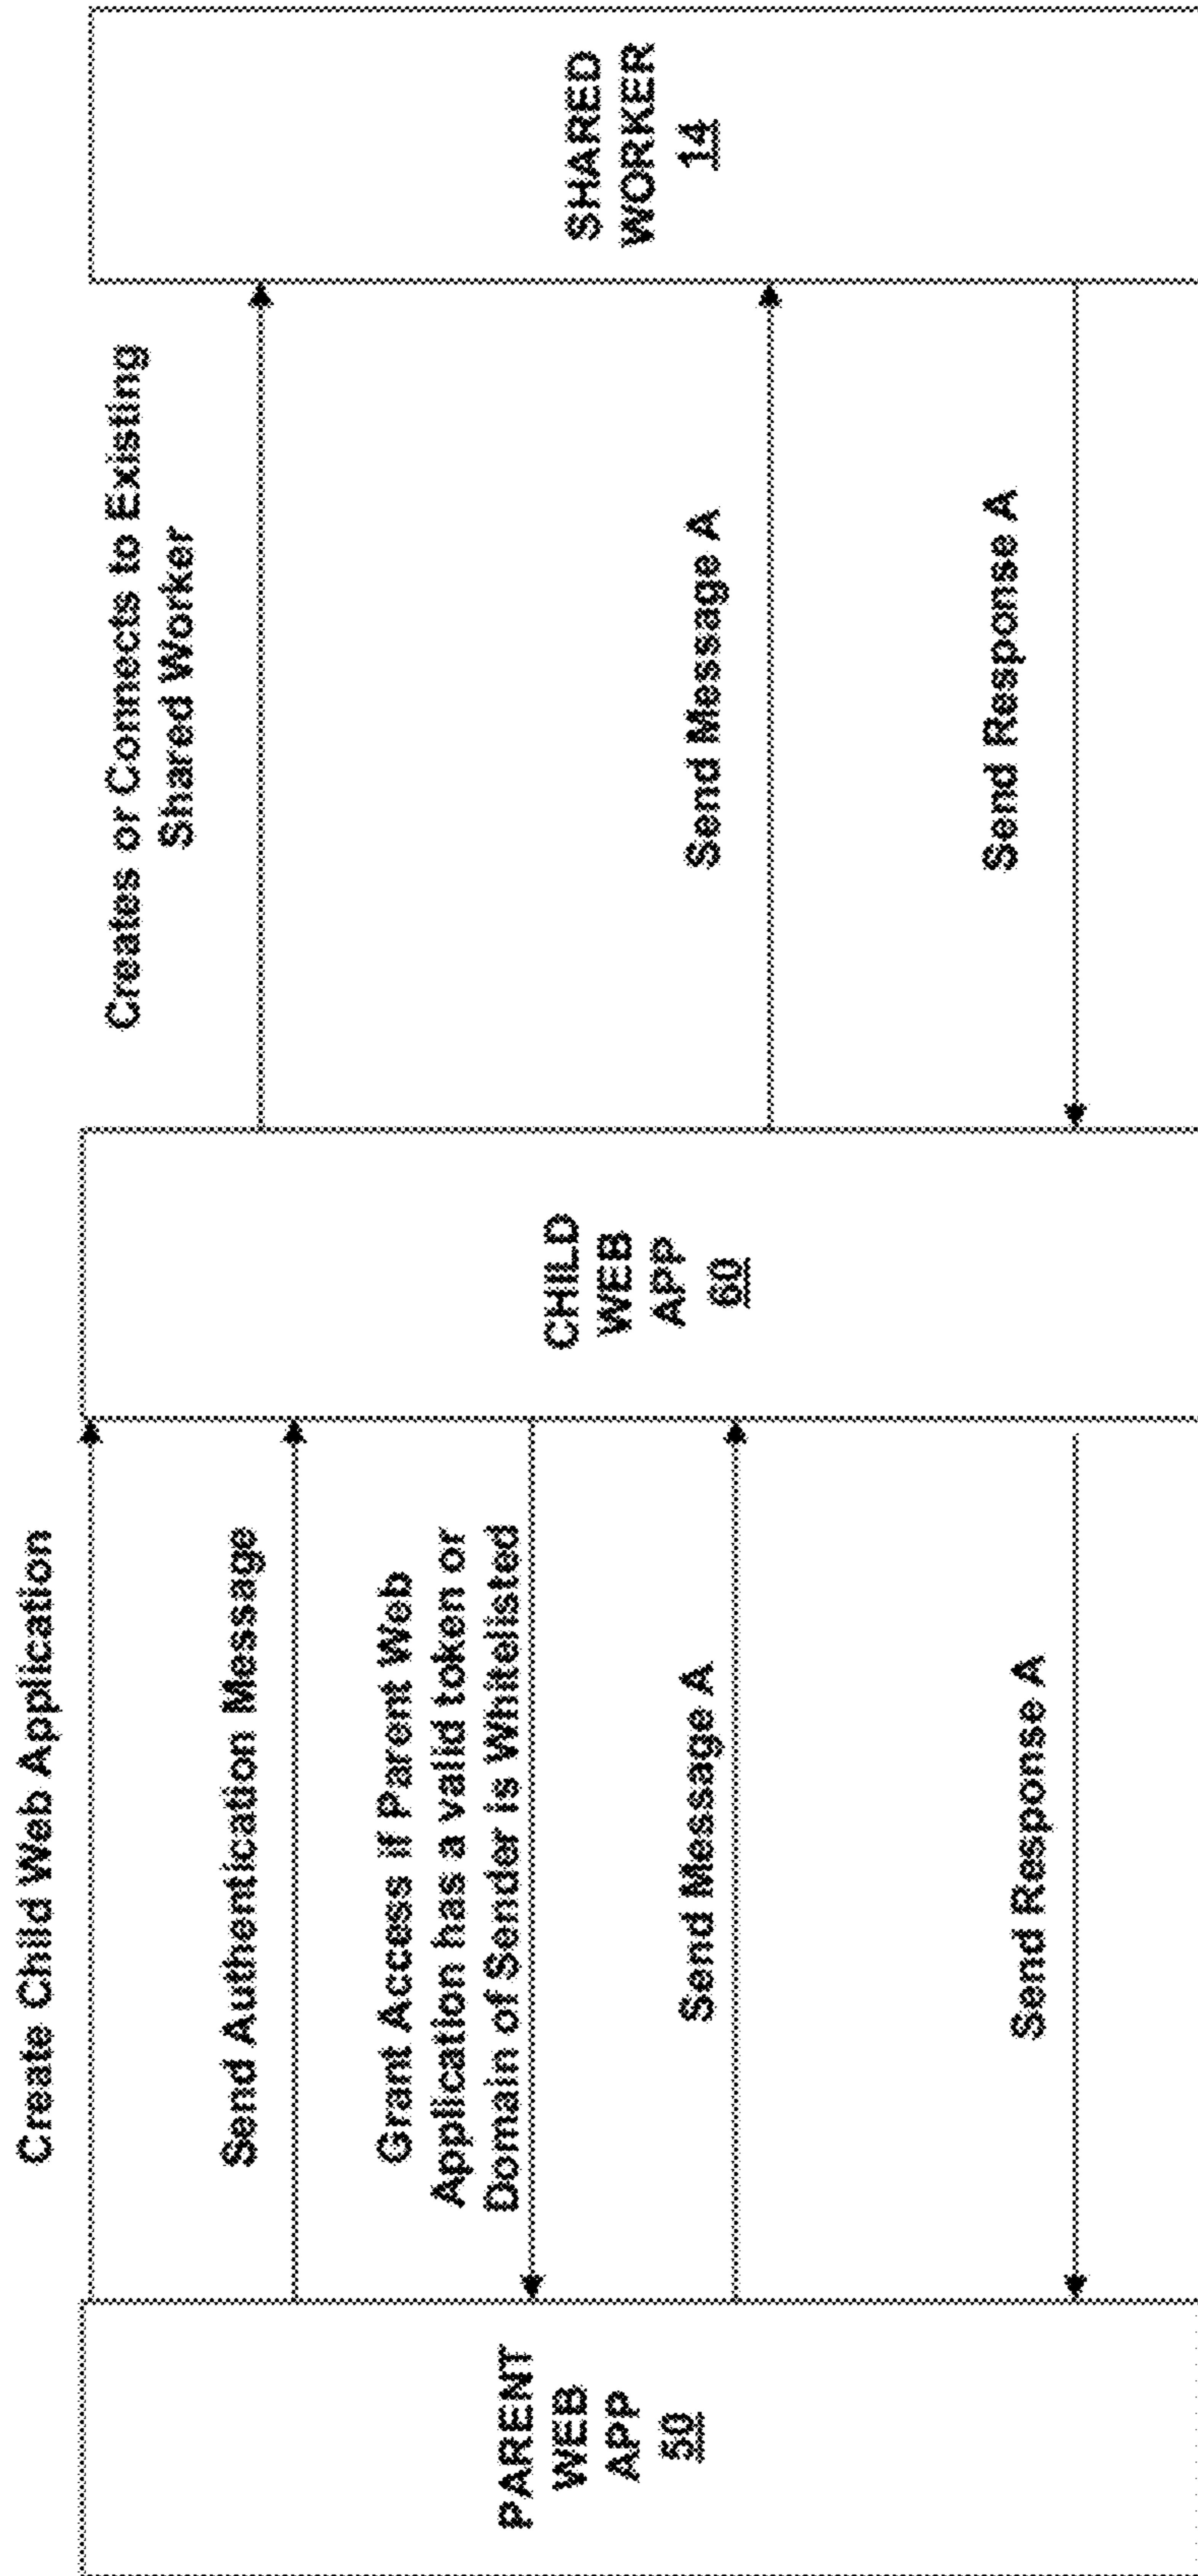 Create Child Web Application
Send Authentication Message
Grant Access if Parent Web
Application has a valid token or
Domain of Sender is Whitelisted
Send Message A
Send Response A
PARENT
WEB
APP
50
CHILD
WEB
APP
60
Creates or Connects to Existing
Shared Worker
Send Message A
Send Response A
SHARED
WORKER
14